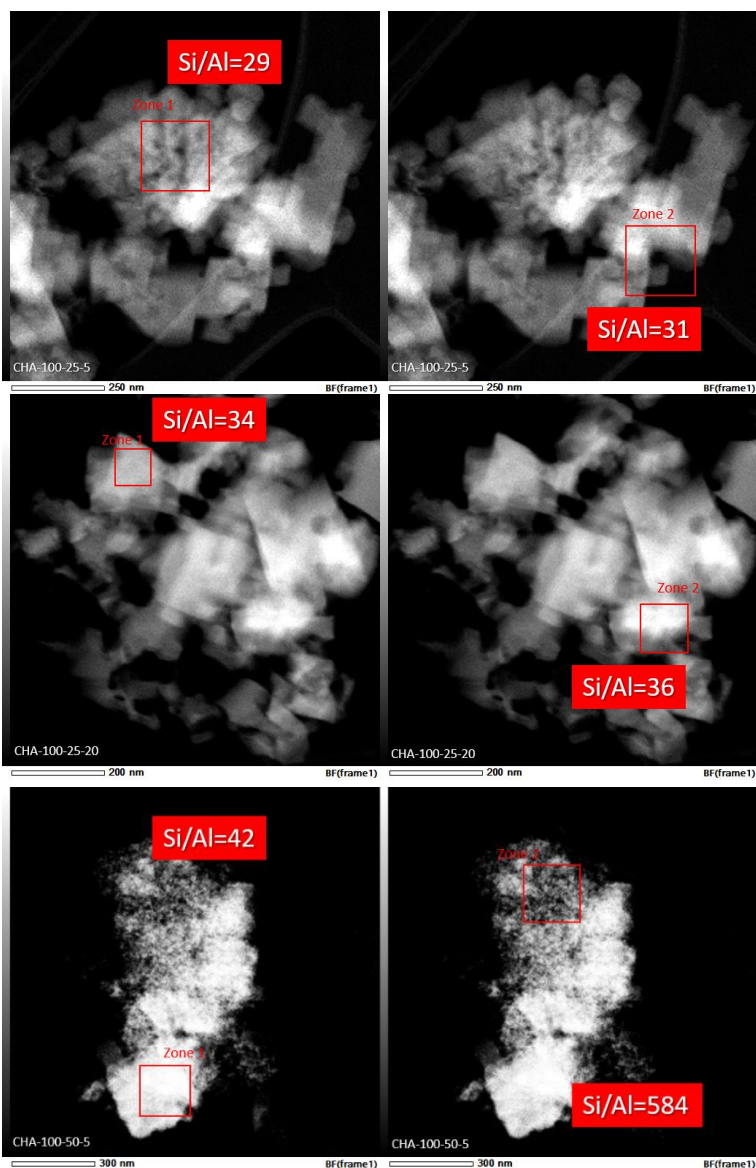 Si/Al=29
Zone 1
CHA-100-25-5
250 nm
BF(frame1)
Zone 2
Si/Al=31
CHA-100-25-5
250 nm
BF(frame1)
Si/Al=34
Zone 1
CHA-100-25-20
200 nm
BF(frame1)
Zone 2
Si/Al=36
CHA-100-25-20
200 nm
BF(frame1)
Si/Al=42
Zone
CHA-100-50-5
300 nm
BF(frame1)
Zone
Si/Al=584
CHA-100-50-5
300 nm
BF(frame1)